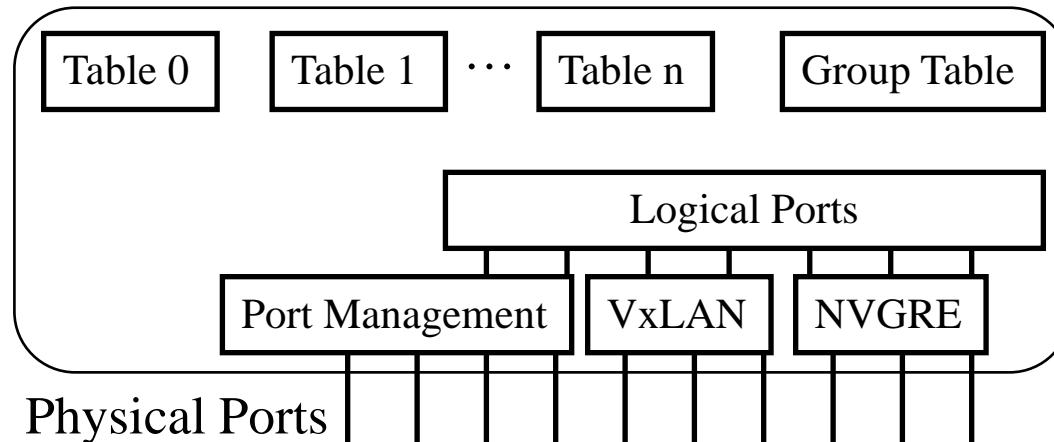 Table 0 Table 1 ··· Table n Group Table
Logical Ports
Port Management VxLAN NVGRE
Physical Ports